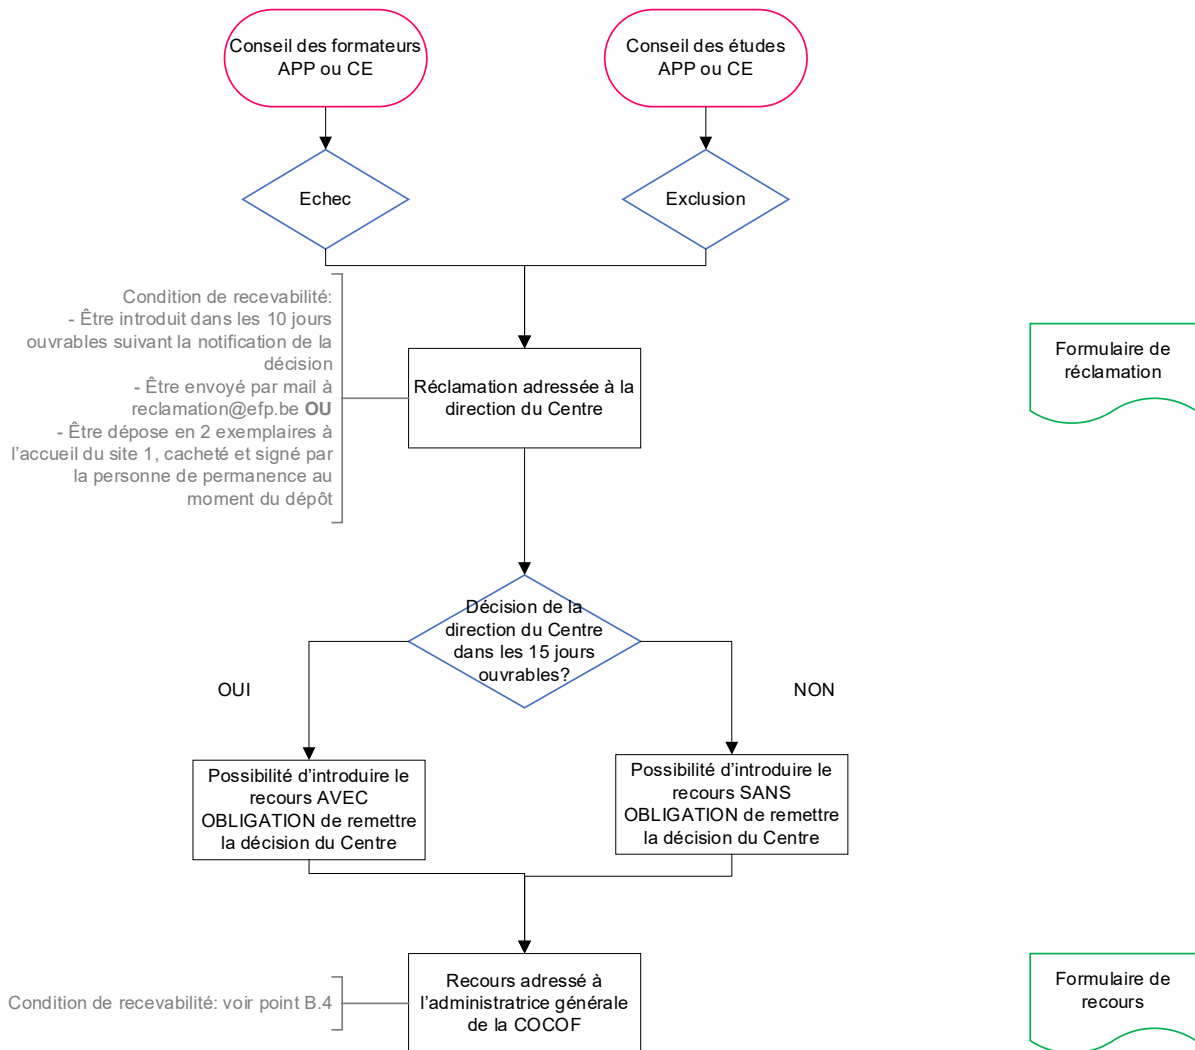 Conseil des formateurs
APP ou CE
Conseil des études
APP ou CE
Echec
Exclusion
Condition de recevabilité:
- Être introduit dans les 10 jours
ouvrables suivant la notification de la
décision
- Être envoyé par mail à
reclamation@efp.be OU
- Être dépose en 2 exemplaires à
l'accueil du site 1, cacheté et signé par
la personne de permanence au
moment du dépôt
Réclamation adressée à la
direction du Centre
Formulaire de
réclamation
Décision de la
direction du Centre
dans les 15 jours
ouvrables?
OUI
NON
Possibilité d'introduire le
recours AVEC
OBLIGATION de remettre
la décision du Centre
Possibilité d'introduire le
recours SANS
OBLIGATION de remettre
la décision du Centre
Condition de recevabilité: voir point B.4
Recours adressé à
l'administratrice générale
de la COCOF
Formulaire de
recours